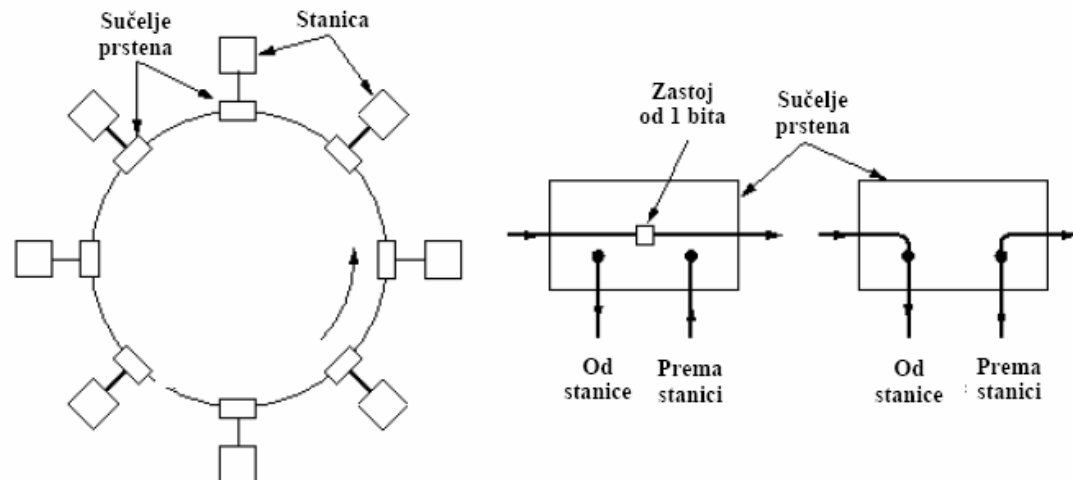 Sučelje
prstena
Stanica
Zastoj
od 1 bita
Sučelje
prstena
Od
stanice
Prema
stanici
Od
stanice
Prema
stanici